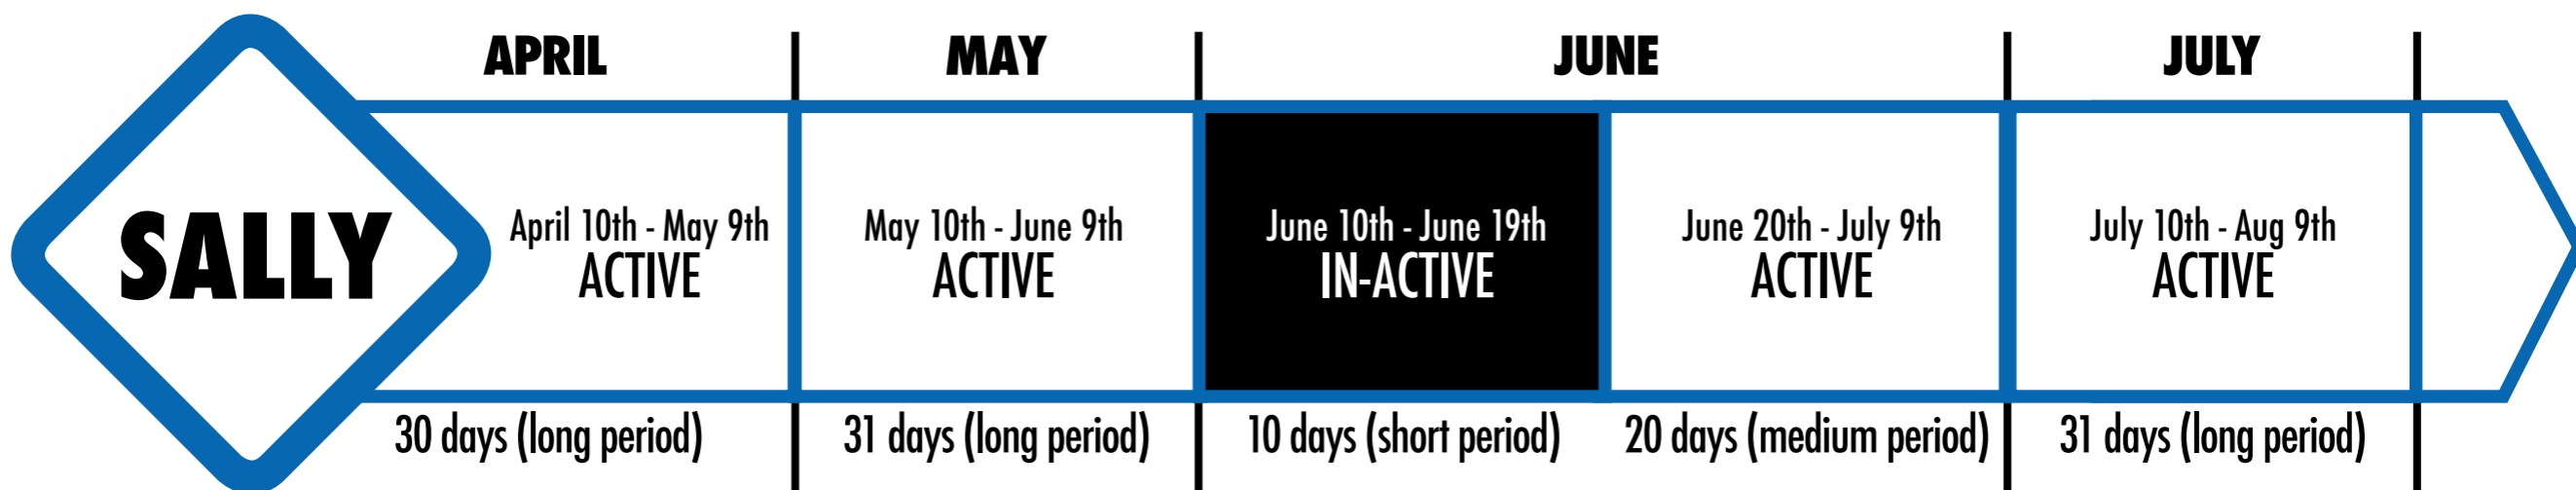 APRIL
MAY
JUNE
JULY
SALLY
April 10th - May 9th
ACTIVE
May 10th - June 9th
ACTIVE
June 10th - June 19th
IN-ACTIVE
June 20th - July 9th
ACTIVE
July 10th - Aug 9th
ACTIVE
30 days (long period)
31 days (long period)
10 days (short period)
20 days (medium period)
31 days (long period)